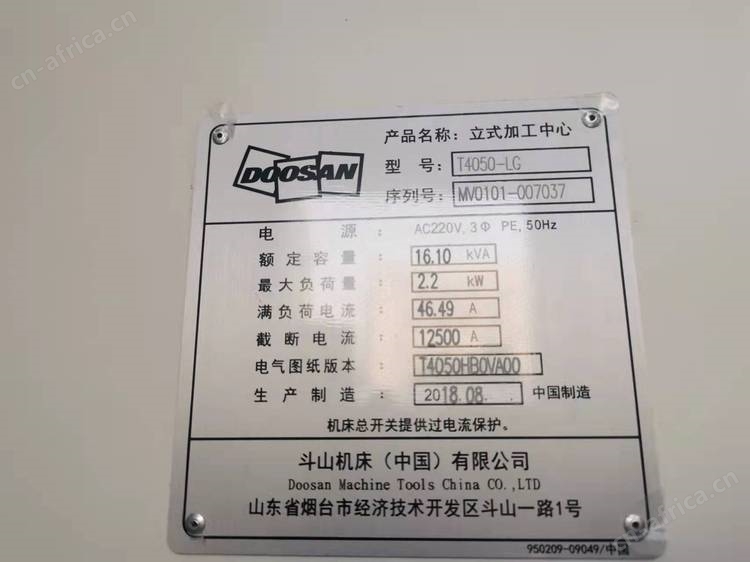 cn-africa.cn
DOOSAN
产品名称: 立式加工中心
型 号: T4050-LG
序列号: MV0101-007037
电 源 : AC220V,3Φ PE,50Hz
额定容量 : 16.10 kVA
最大负荷量 : 2.2 kW
满负荷电流 : 46.49 A
截断电流 : 12500 A
电气图纸版本 : T4050HB0VA00
生产制造 : 2018.08. 中国制造
机床总开关提供过电流保护。
斗山机床（中国）有限公司
Doosan Machine Tools China CO.,LTD
山东省烟台市经济技术开发区斗山一路1号
950209-09049/中国
cn-africa.cn